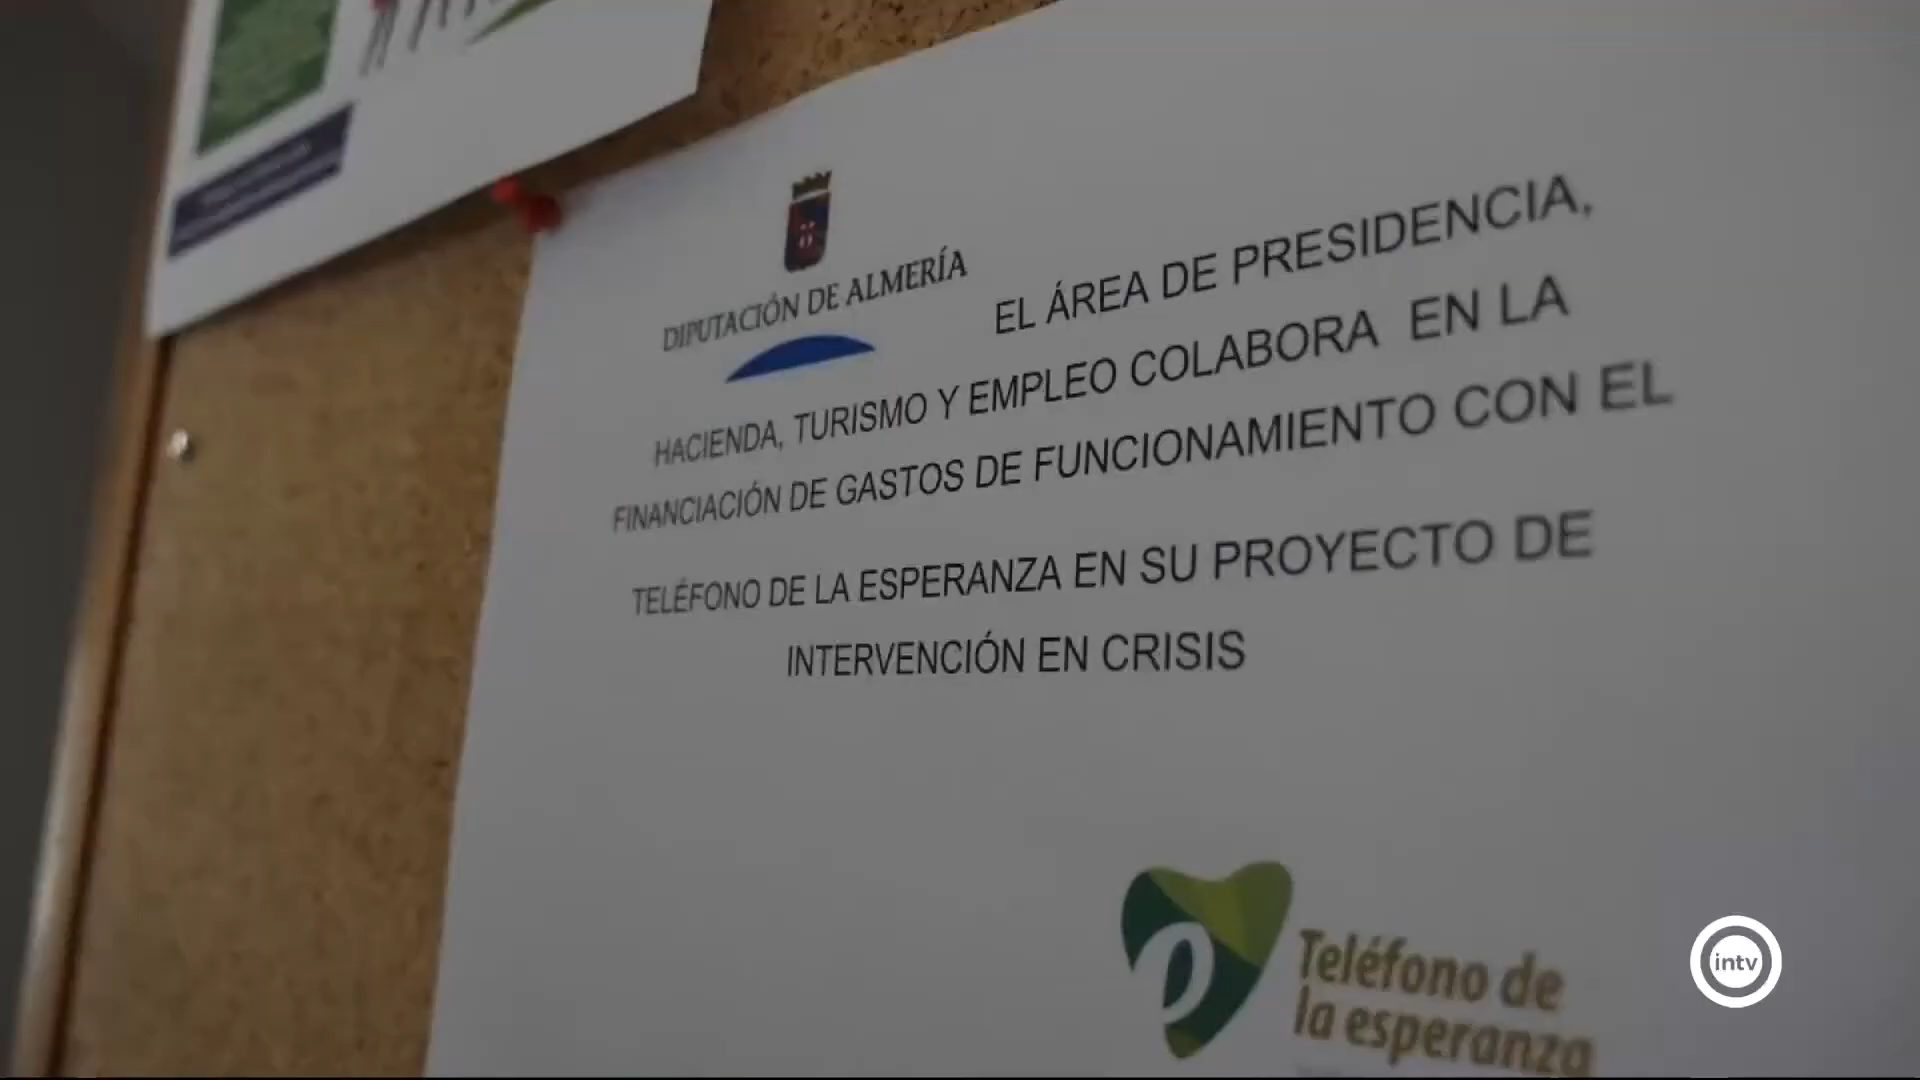 DIPUTACIÓN DE ALMERÍA
EL ÁREA DE PRESIDENCIA,
HACIENDA, TURISMO Y EMPLEO COLABORA EN LA
FINANCIACIÓN DE GASTOS DE FUNCIONAMIENTO CON EL
TELÉFONO DE LA ESPERANZA EN SU PROYECTO DE
INTERVENCIÓN EN CRISIS
Teléfono de
la esperanza
intv